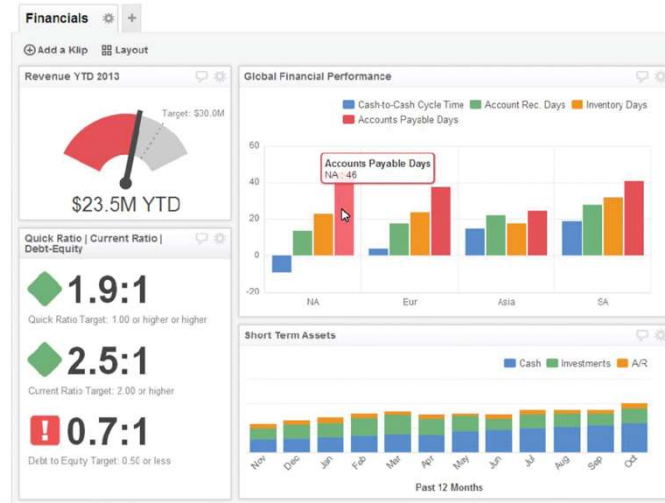 Financials
+
Add a Klip Layout
Revenue YTD 2013
Target: $30.0M
$23.5M YTD
Global Financial Performance
Cash-to-Cash Cycle Time Account Rec. Days Inventory Days
Accounts Payable Days
60
40
20
0
-20
Accounts Payable Days
NA : 46
NA Eur Asia SA
Quick Ratio | Current Ratio |
Debt-Equity
1.9:1
Quick Ratio Target: 1.00 or higher or higher
2.5:1
Current Ratio Target: 2.00 or higher
! 0.7:1
Debt to Equity Target: 0.50 or less
Short Term Assets
Cash Investments A/R
Nov Dec Jan Feb Mar Apr May Jun Jul Aug Sep Oct
Past 12 Months